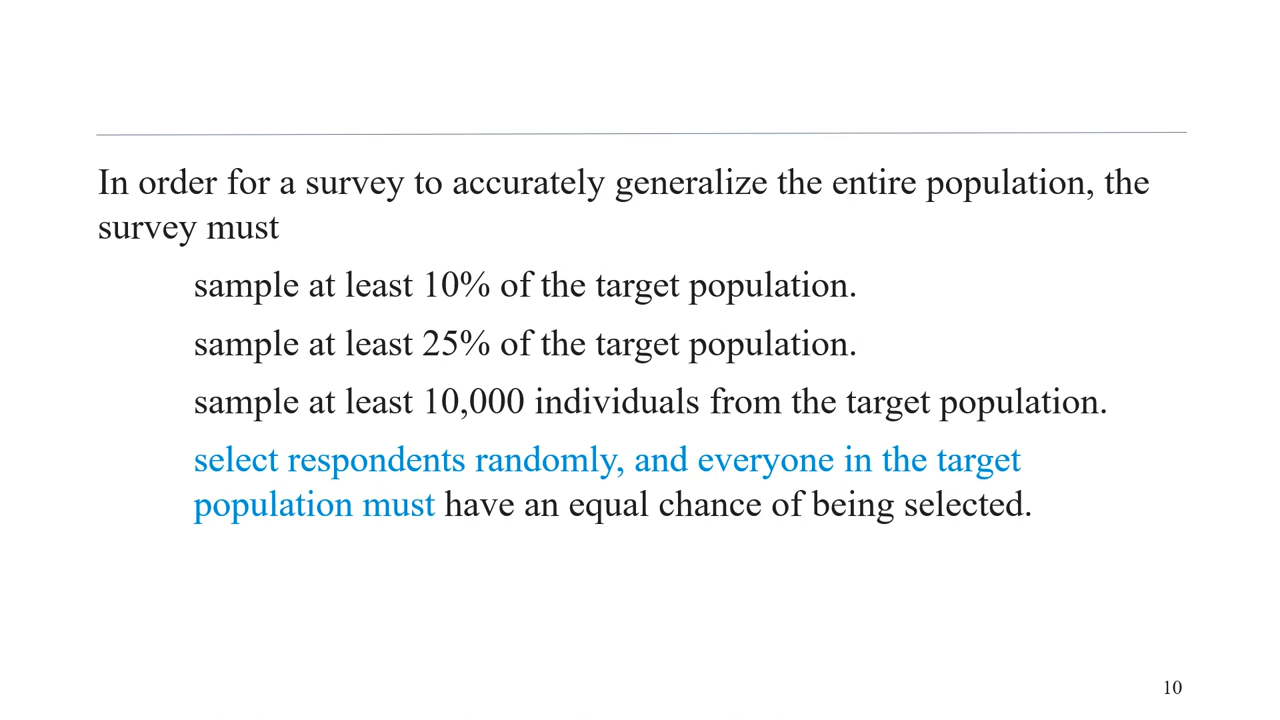 In order for a survey to accurately generalize the entire population, the
survey must
sample at least 10% of the target population.
sample at least 25% of the target population.
sample at least 10,000 individuals from the target population.
select respondents randomly, and everyone in the target
population must have an equal chance of being selected.
10